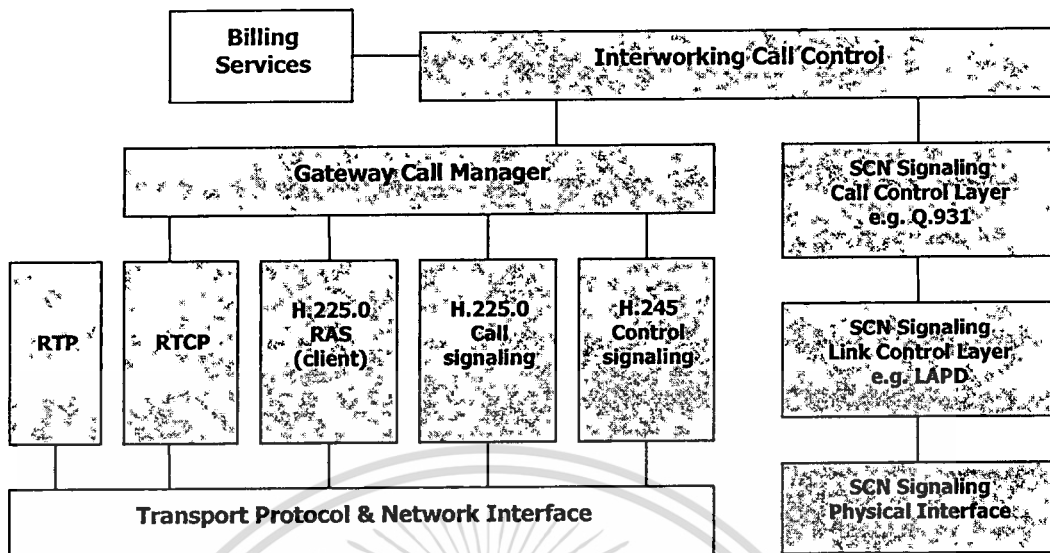 Billing
Services
Interworking Call Control
Gateway Call Manager
SCN Signaling
Call Control Layer
e.g. Q.931
RTP
RTCP
H.225.0
RAS
(client)
H.225.0
Call
signaling
H.245
Control
signaling
SCN Signaling
Link Control Layer
e.g. LAPD
Transport Protocol & Network Interface
SCN Signaling
Physical Interface